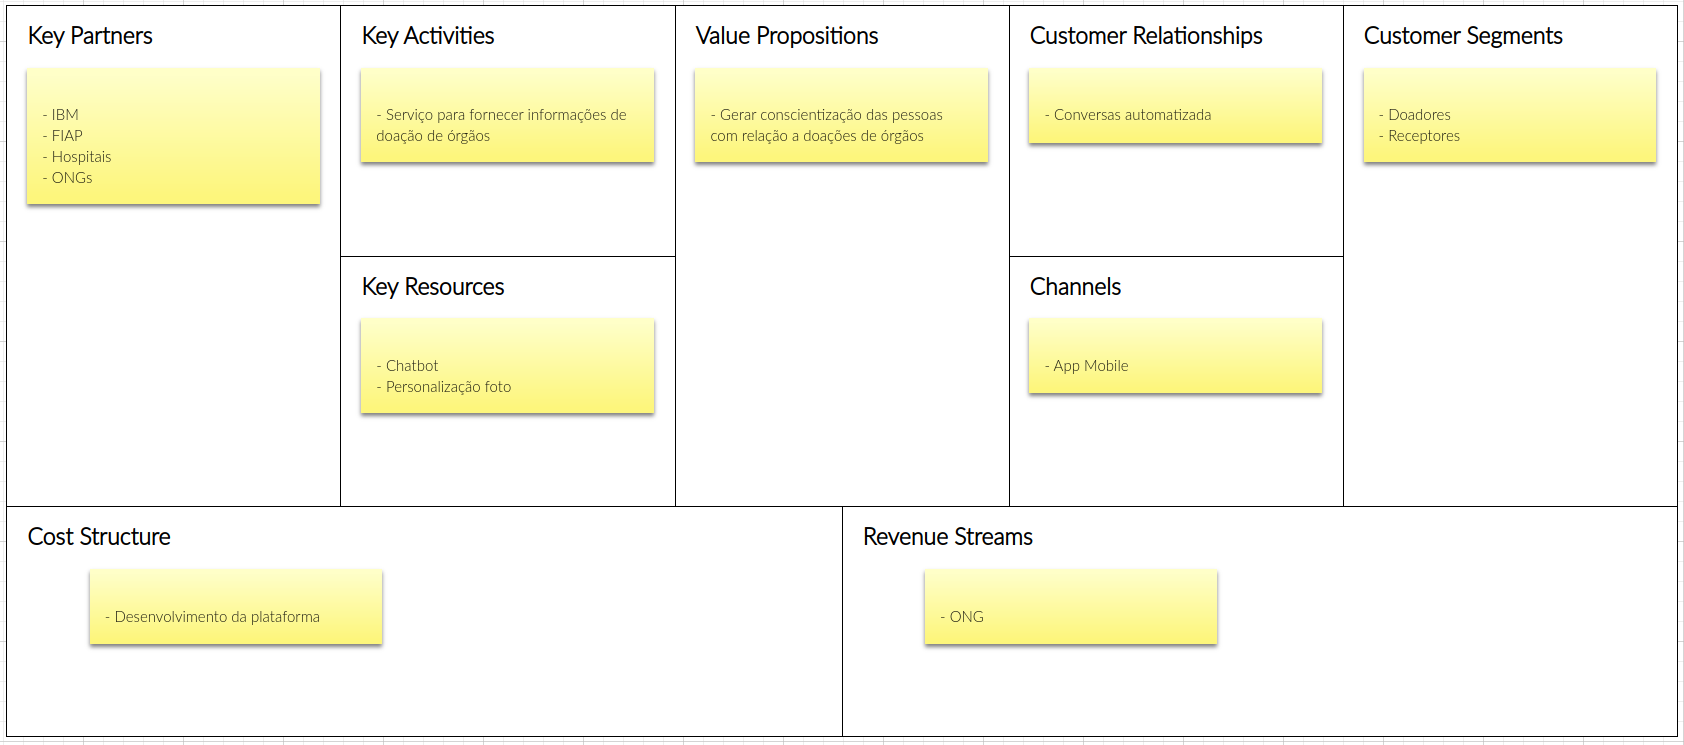 Key Partners
- IBM
- FIAP
- Hospitais
- ONGs
Key Activities
- Serviço para fornecer informações de
doação de órgãos
Key Resources
- Chatbot
- Personalização foto
Value Propositions
- Gerar conscientização das pessoas
com relação a doações de órgãos
Customer Relationships
- Conversas automatizada
Channels
- App Mobile
Customer Segments
- Doadores
- Receptores
Cost Structure
- Desenvolvimento da plataforma
Revenue Streams
- ONG